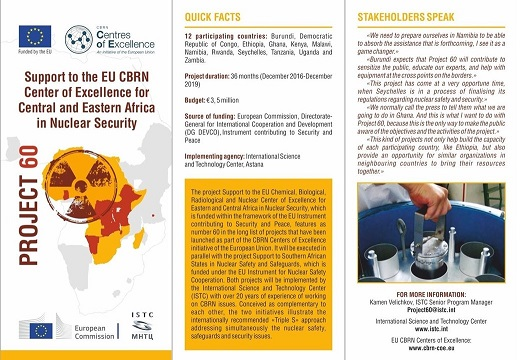 Funded by the EU
CBRN
Centres
of Excellence
An initiative of the European Union
Support to the EU CBRN
Center of Excellence for
Central and Eastern Africa
in Nuclear Security
PROJECT 60
European
Commission
ISTC
МНТЦ
QUICK FACTS
12 participating countries: Burundi, Democratic
Republic of Congo, Ethiopia, Ghana, Kenya, Malawi,
Namibia, Rwanda, Seychelles, Tanzania, Uganda and
Zambia.
Project duration: 36 months (December 2016-December
2019)
Budget: € 3,5 million
Source of funding: European Commission, Directorate-
General for International Cooperation and Development
(DG DEVCO), Instrument contributing to Security and
Peace
Implementing agency: International Science
and Technology Center, Astana
The project Support to the EU Chemical, Biological,
Radiological and Nuclear Center of Excellence for
Eastern and Central Africa in Nuclear Security, which
is funded within the framework of the EU Instrument
contributing to Security and Peace, features as
number 60 in the long list of projects that have been
launched as part of the CBRN Centers of Excellence
initiative of the European Union. It will be executed in
parallel with the project Support to Southern African
States in Nuclear Safety and Safeguards, which is
funded under the EU Instrument for Nuclear Safety
Cooperation. Both projects will be implemented by
the International Science and Technology Center
(ISTC) with over 20 years of experience of working
on CBRN issues. Conceived as complementary to
each other, the two initiatives illustrate the
internationally recommended «Triple S» approach
addressing simultaneously the nuclear safety,
safeguards and security issues.
STAKEHOLDERS SPEAK
«We need to prepare ourselves in Namibia to be able
to absorb the assistance that is forthcoming, I see it as a
game changer.»
«Burundi expects that Project 60 will contribute to
sensitize the public, educate our experts, and help with
equipment at the cross points on the borders.»
«This project has come at a very opportune time,
when Seychelles is in a process of finalising its
regulations regarding nuclear safety and security.»
«We normally call the press to tell them what we are
going to do in Ghana. And this is what I want to do with
Project 60, because this is the only way to make the public
aware of the objectives and the activities of the project.»
«This kind of projects not only help build the capacity
of each participating country, like Ethiopia, but also
provide an opportunity for similar organizations in
neighbouring countries to bring their resources
together.»
FOR MORE INFORMATION:
Kamen Velichkov, ISTC Senior Program Manager
Project60@istc.int
International Science and Technology Center
www.istc.int
EU CBRN Centers of Excellence:
www.cbrn-coe.eu